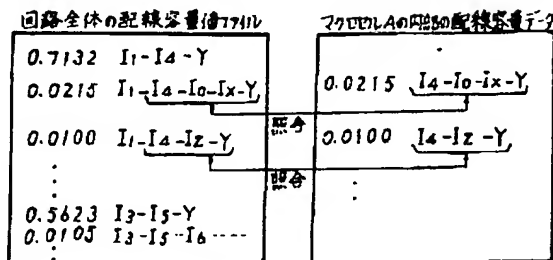 回路全体の配線容量値ファイル
0.7132 I1-I4-Y
0.0215 I1-I4-I0-Ix-Y
0.0100 I1-I4-IZ-Y
0.5623 I3-I5-Y
0.0105 I3-I5-I6----
照合
照合
マクロセルAの内部の配線容量データ
0.0215 I4-I0-Ix-Y
0.0100 I4-IZ-Y